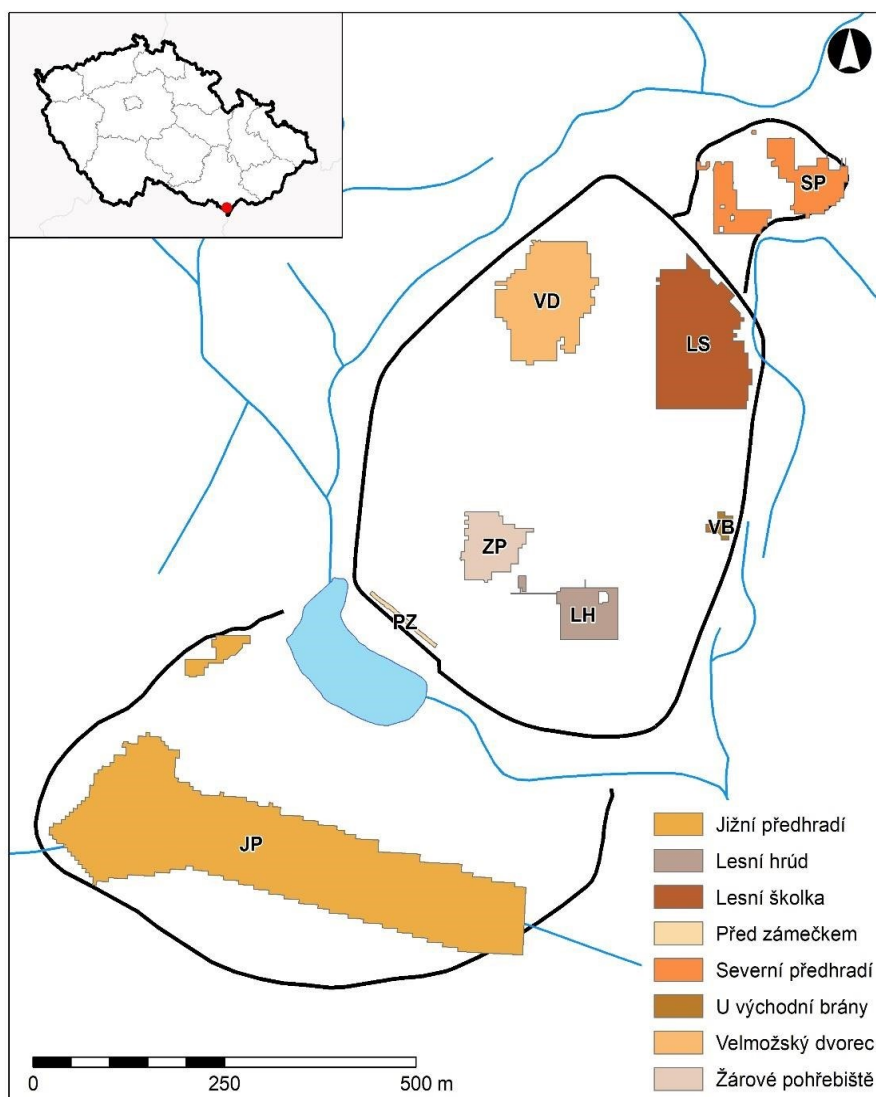 SP
VD
LS
VB
ZP
LH
PZ
JP
Jižní předhradí
Lesní hrúd
Lesní školka
Před zámečkem
Severní předhradí
U východní brány
Velmožský dvorec
Žárové pohřebiště
0 250 500 m